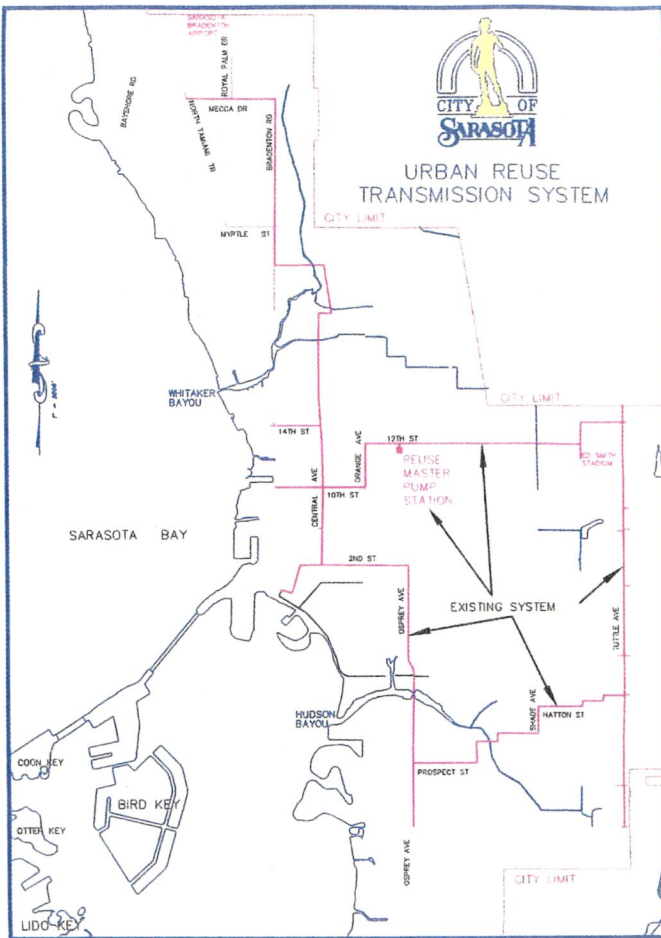 SARASOTA
BRADENTON
AIRPORT
ROYAL PALM DR
BAYSHORE RD
MECCA DR
NORTH TAMIAMI TR
BRADENTON RD
CITY OF
SARASOTA
URBAN REUSE
TRANSMISSION SYSTEM
CITY LIMIT
MYRTLE ST
WHITAKER
BAYOU
CITY LIMIT
14TH ST
ORANGE AVE
12TH ST
REUSE
MASTER
PUMP
STATION
ED SMITH
STADIUM
CENTRAL AVE
10TH ST
SARASOTA BAY
2ND ST
OSPREY AVE
EXISTING SYSTEM
TUTTLE AVE
HUDSON
BAYOU
SHADE AVE
HATTON ST
COON KEY
PROSPECT ST
BIRD KEY
OTTER KEY
OSPREY AVE
CITY LIMIT
LIDO KEY